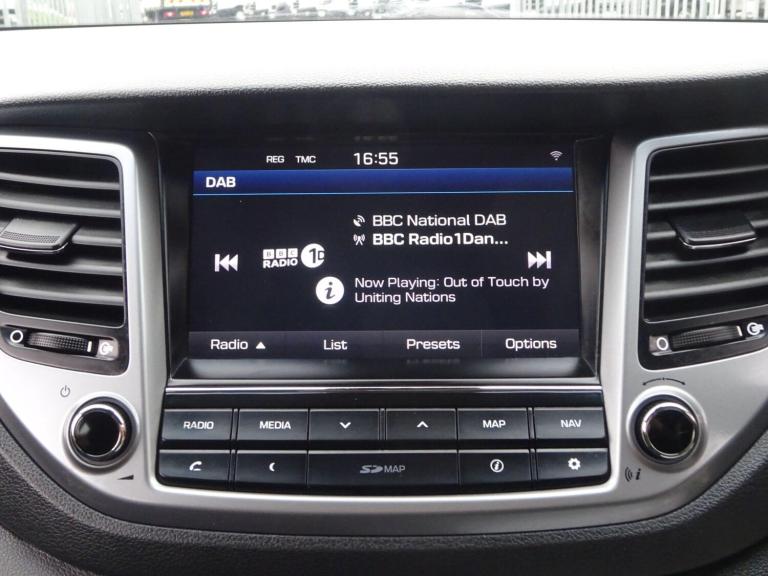 REG TMC 16:55
DAB
BBC National DAB
BBC Radio1Dan...
BBC RADIO 1D
Now Playing: Out of Touch by
Uniting Nations
Radio List Presets Options
RADIO MEDIA MAP NAV
SD MAP